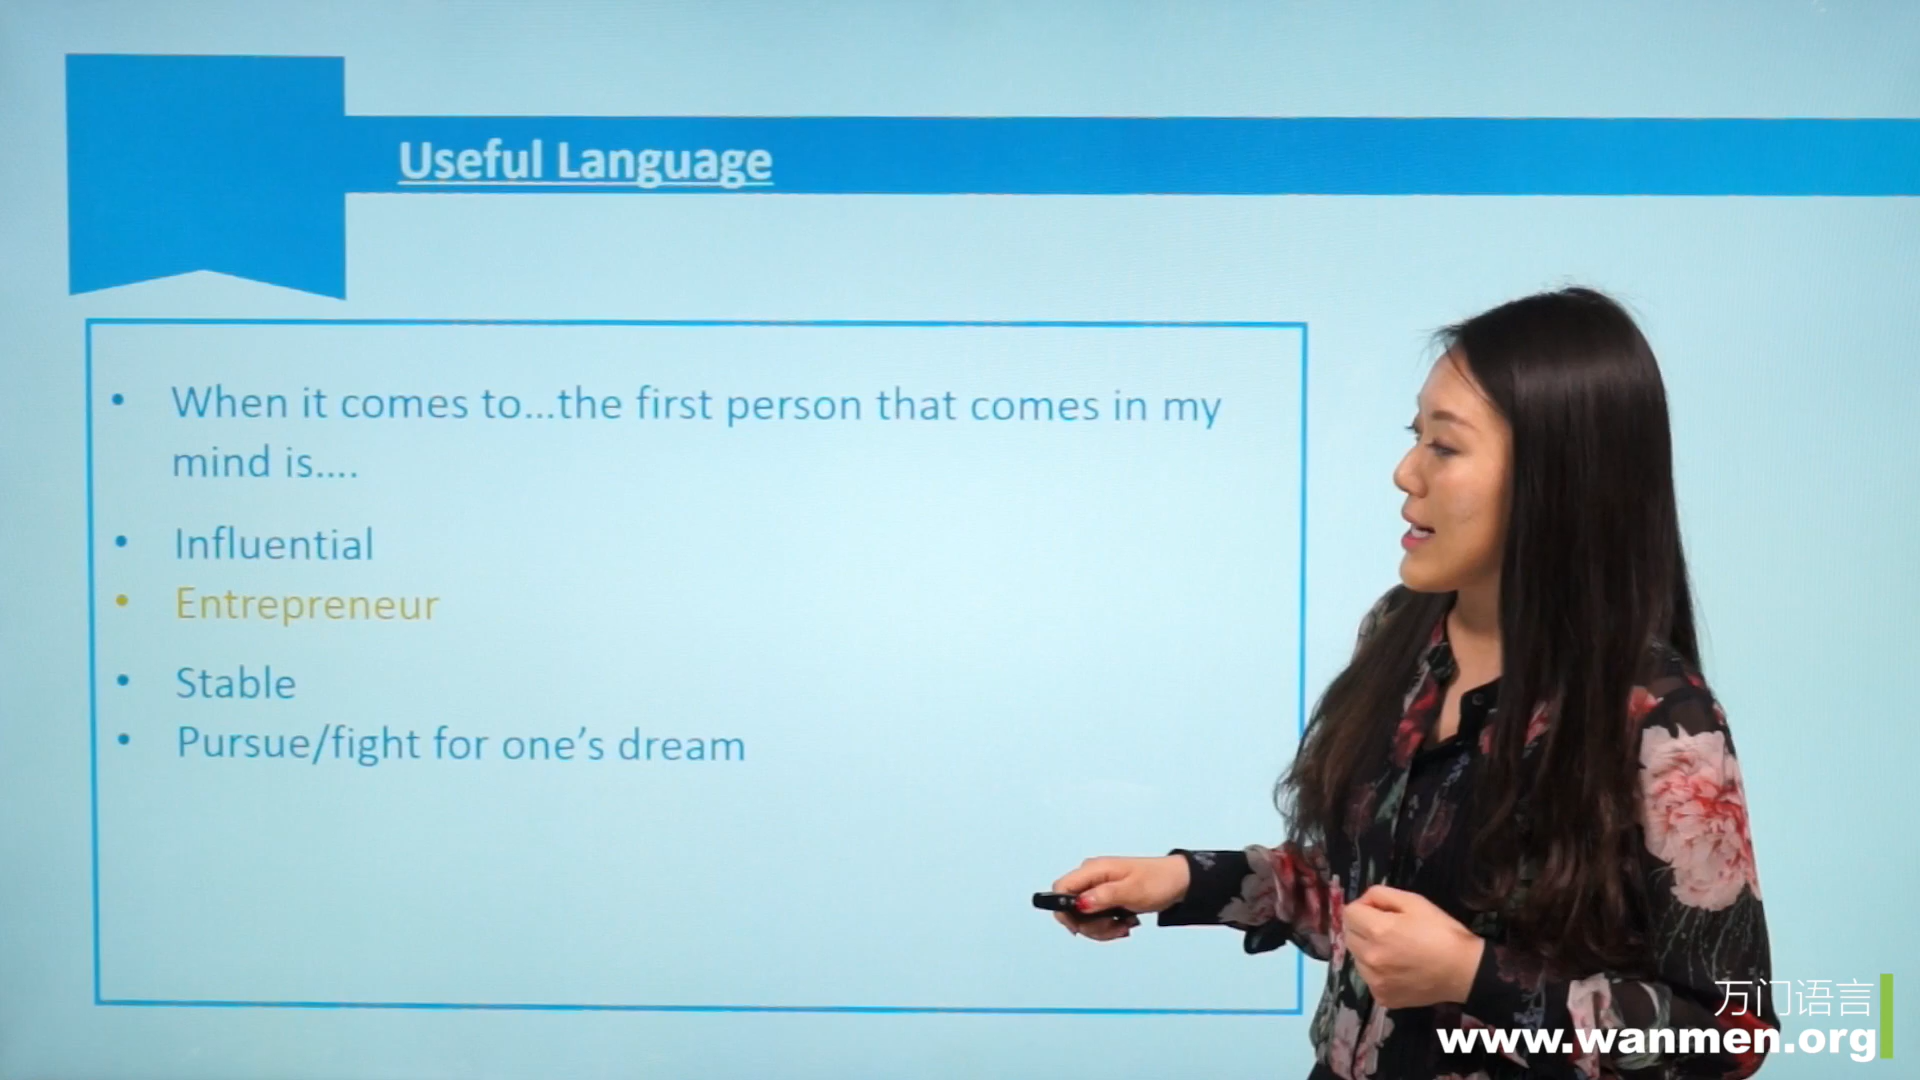 Useful Language
• When it comes to...the first person that comes in my
mind is....
• Influential
• Entrepreneur
• Stable
• Pursue/fight for one's dream
万门语言
www.wanmen.org